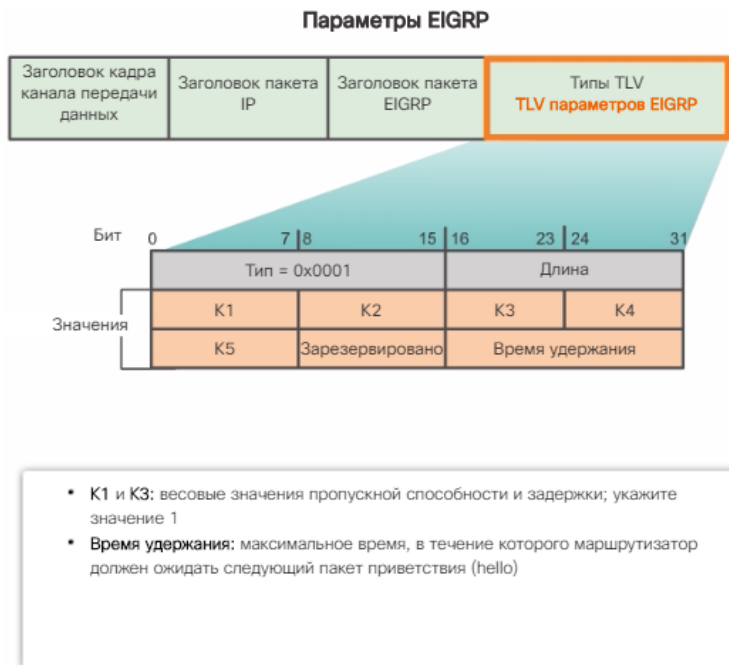 Параметры EIGRP
Заголовок кадра
канала передачи
данных
Заголовок пакета
IP
Заголовок пакета
EIGRP
Типы TLV
TLV параметров EIGRP
Бит 0 7 8 15 16 23 24 31
Тип = 0x0001 Длина
Значения
K1 K2 K3 K4
K5 Зарезервировано Время удержания
• K1 и K3: весовые значения пропускной способности и задержки; укажите
значение 1
• Время удержания: максимальное время, в течение которого маршрутизатор
должен ожидать следующий пакет приветствия (hello)